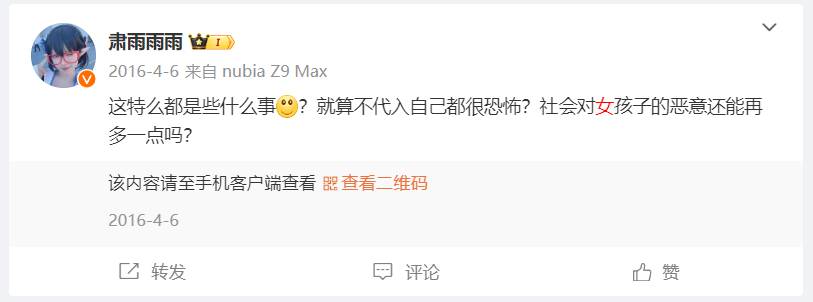 肃雨雨雨 I
2016-4-6 来自 nubia Z9 Max
这特么都是些什么事？就算不代入自己都很恐怖？社会对女孩子的恶意还能再
多一点吗？
该内容请至手机客户端查看 查看二维码
2016-4-6
转发 评论 赞